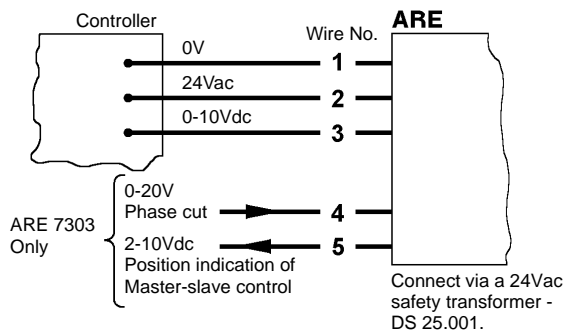 Controller
Wire No.
ARE
0V
1
24Vac
2
0-10Vdc
3
ARE 7303
Only
0-20V
Phase cut
4
2-10Vdc
5
Position indication of
Master-slave control
Connect via a 24Vac
safety transformer -
DS 25.001.